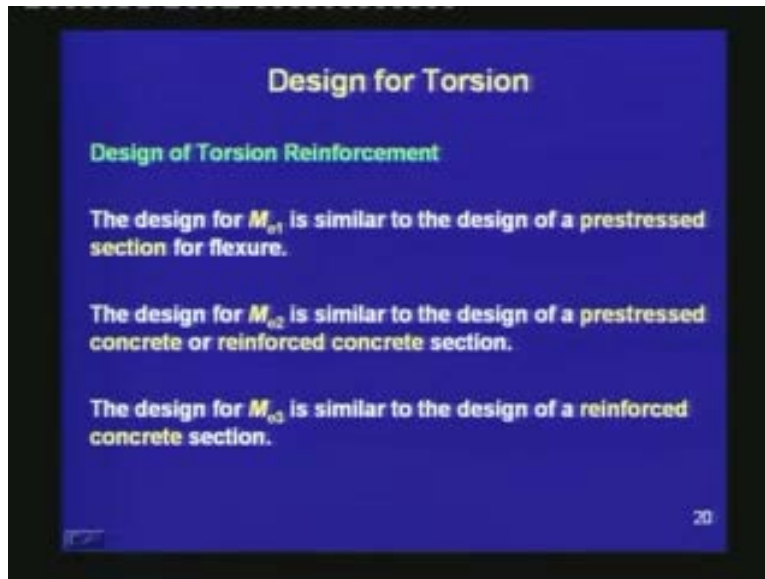 Design for Torsion
Design of Torsion Reinforcement
The design for Me1 is similar to the design of a prestressed
section for flexure.
The design for Me2 is similar to the design of a prestressed
concrete or reinforced concrete section.
The design for Me3 is similar to the design of a reinforced
concrete section.
20